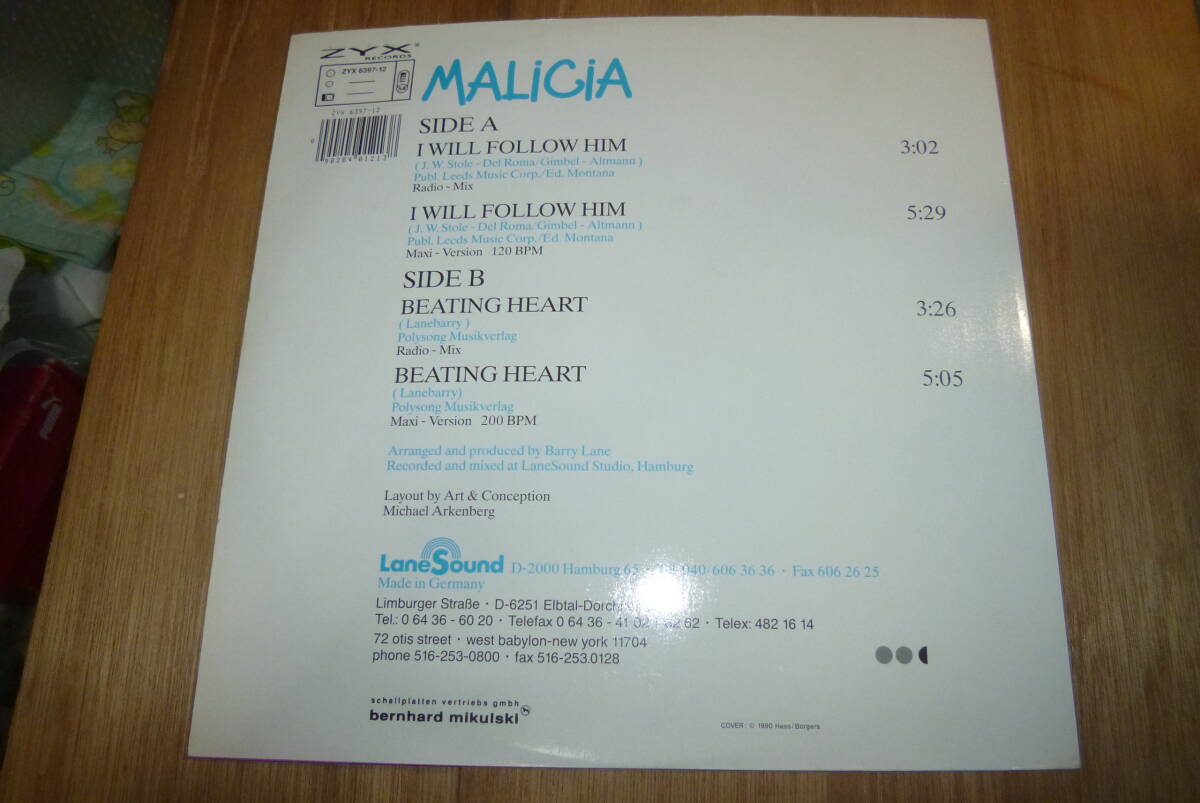 ZYX®
RECORDS
ZYX 6397-12
ZYX 6397-12
MALiCiA
SIDE A
I WILL FOLLOW HIM 3:02
( J. W. Stole - Del Roma/Gimbel - Altmann )
Publ. Leeds Music Corp./Ed. Montana
Radio - Mix
I WILL FOLLOW HIM 5:29
( J. W. Stole - Del Roma/Gimbel - Altmann )
Publ. Leeds Music Corp./Ed. Montana
Maxi - Version 120 BPM
SIDE B
BEATING HEART 3:26
( Lanebarry )
Polysong Musikverlag
Radio - Mix
BEATING HEART 5:05
( Lanebarry)
Polysong Musikverlag
Maxi - Version 200 BPM
Arranged and produced by Barry Lane
Recorded and mixed at LaneSound Studio, Hamburg
Layout by Art & Conception
Michael Arkenberg
LaneSound D-2000 Hamburg 65 · 040/606 36 36 · Fax 606 26 25
Made in Germany
Limburger Straße · D-6251 Elbtal-Dorch
Tel.: 0 64 36 - 60 20 · Telefax 0 64 36 - 41 62 · Telex: 482 16 14
72 otis street · west babylon-new york 11704
phone 516-253-0800 · fax 516-253.0128
schallplatten vertriebs gmbh
bernhard mikulski
COVER: © 1990 Hess/Borgers